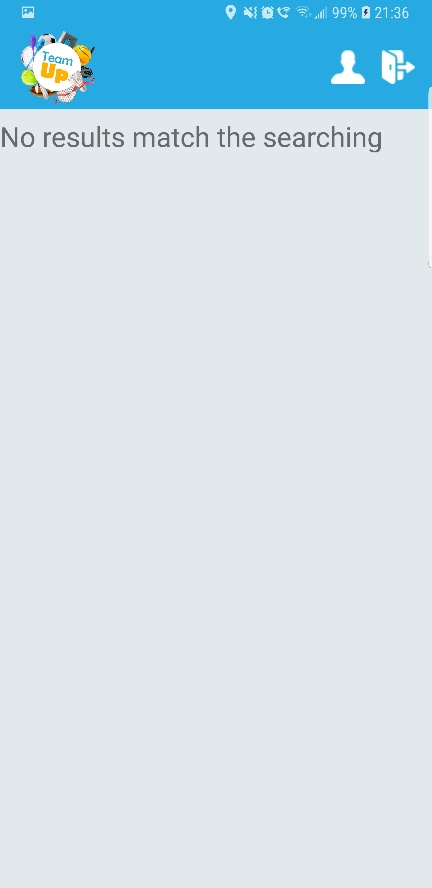 99% 21:36
Team
UP
No results match the searching